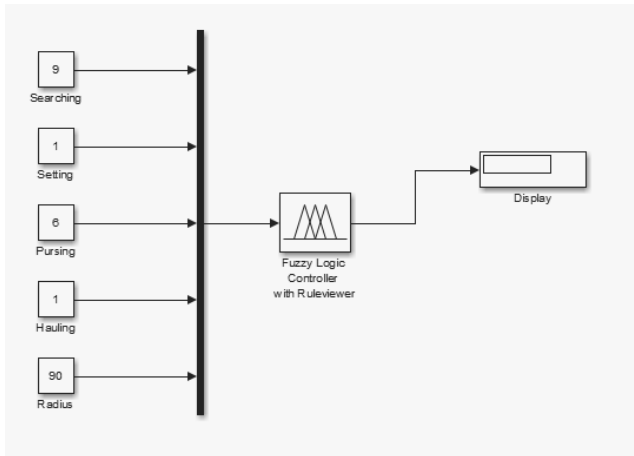 9
Searching
1
Setting
6
Pursing
1
Hauling
90
Radius
Fuzzy Logic
Controller
with Ruleviewer
Display